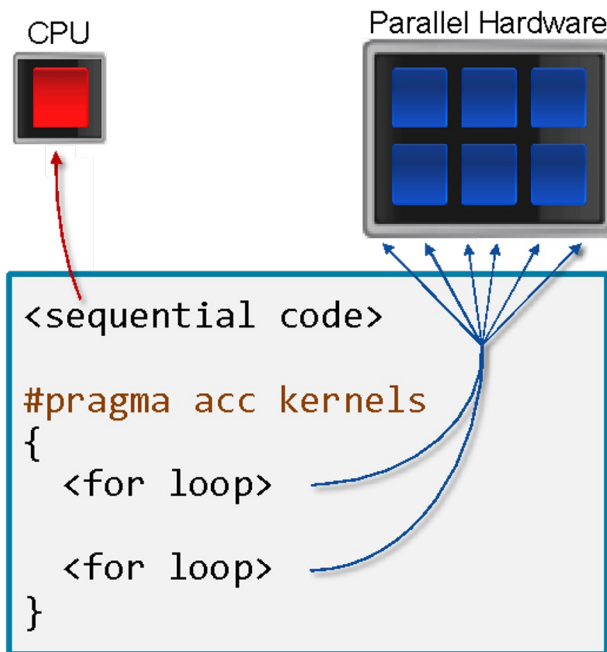 CPU
Parallel Hardware
<sequential code>
#pragma acc kernels
{
<for loop>
<for loop>
}